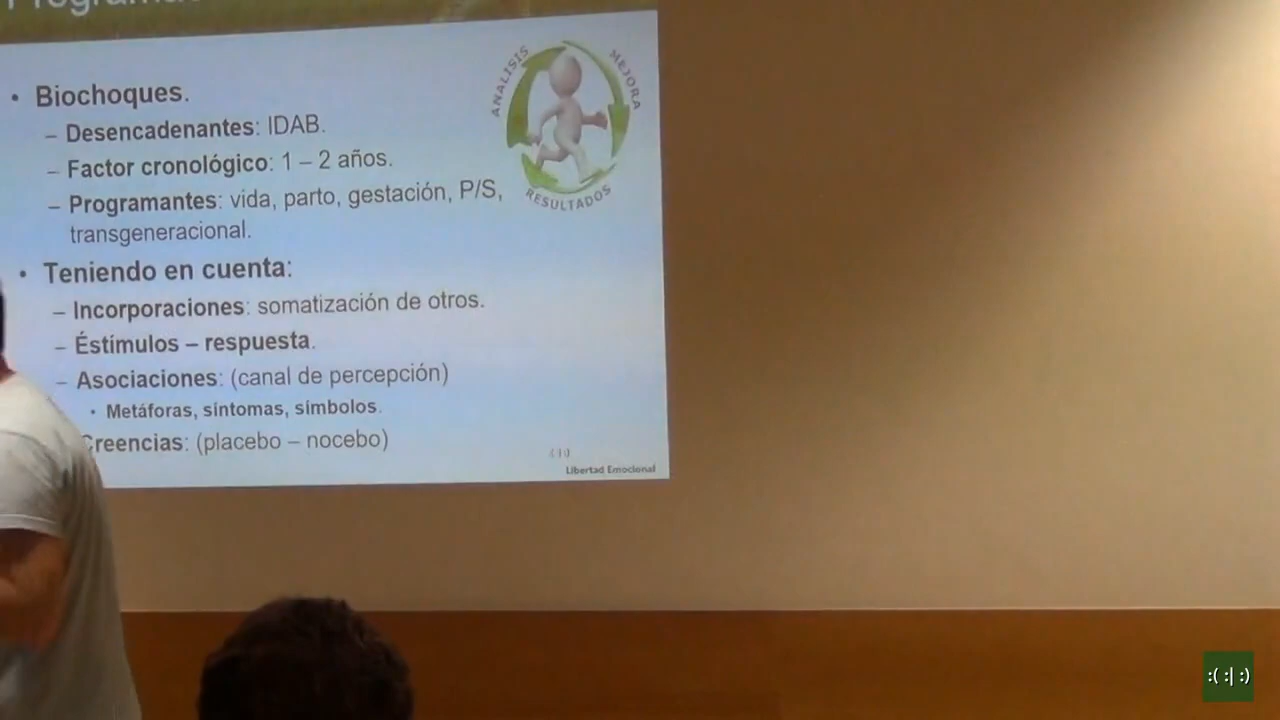 • Biochoques.
– Desencadenantes: IDAB.
– Factor cronológico: 1 – 2 años.
– Programantes: vida, parto, gestación, P/S,
transgeneracional.
• Teniendo en cuenta:
– Incorporaciones: somatización de otros.
– Éstímulos – respuesta.
– Asociaciones: (canal de percepción)
• Metáforas, síntomas, símbolos.
Creencias: (placebo – nocebo)
ANALISIS
MEJORA
RESULTADOS
Libertad Emocional
:( :| :)